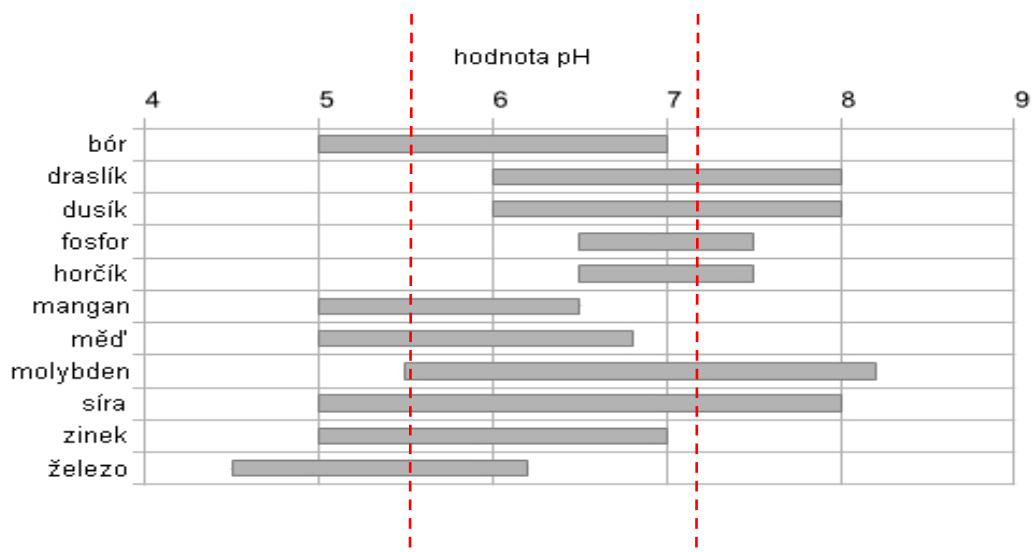 hodnota pH
4 5 6 7 8 9
bór
draslík
dusík
fosfor
horčík
mangan
měď
molybden
síra
zinek
železo